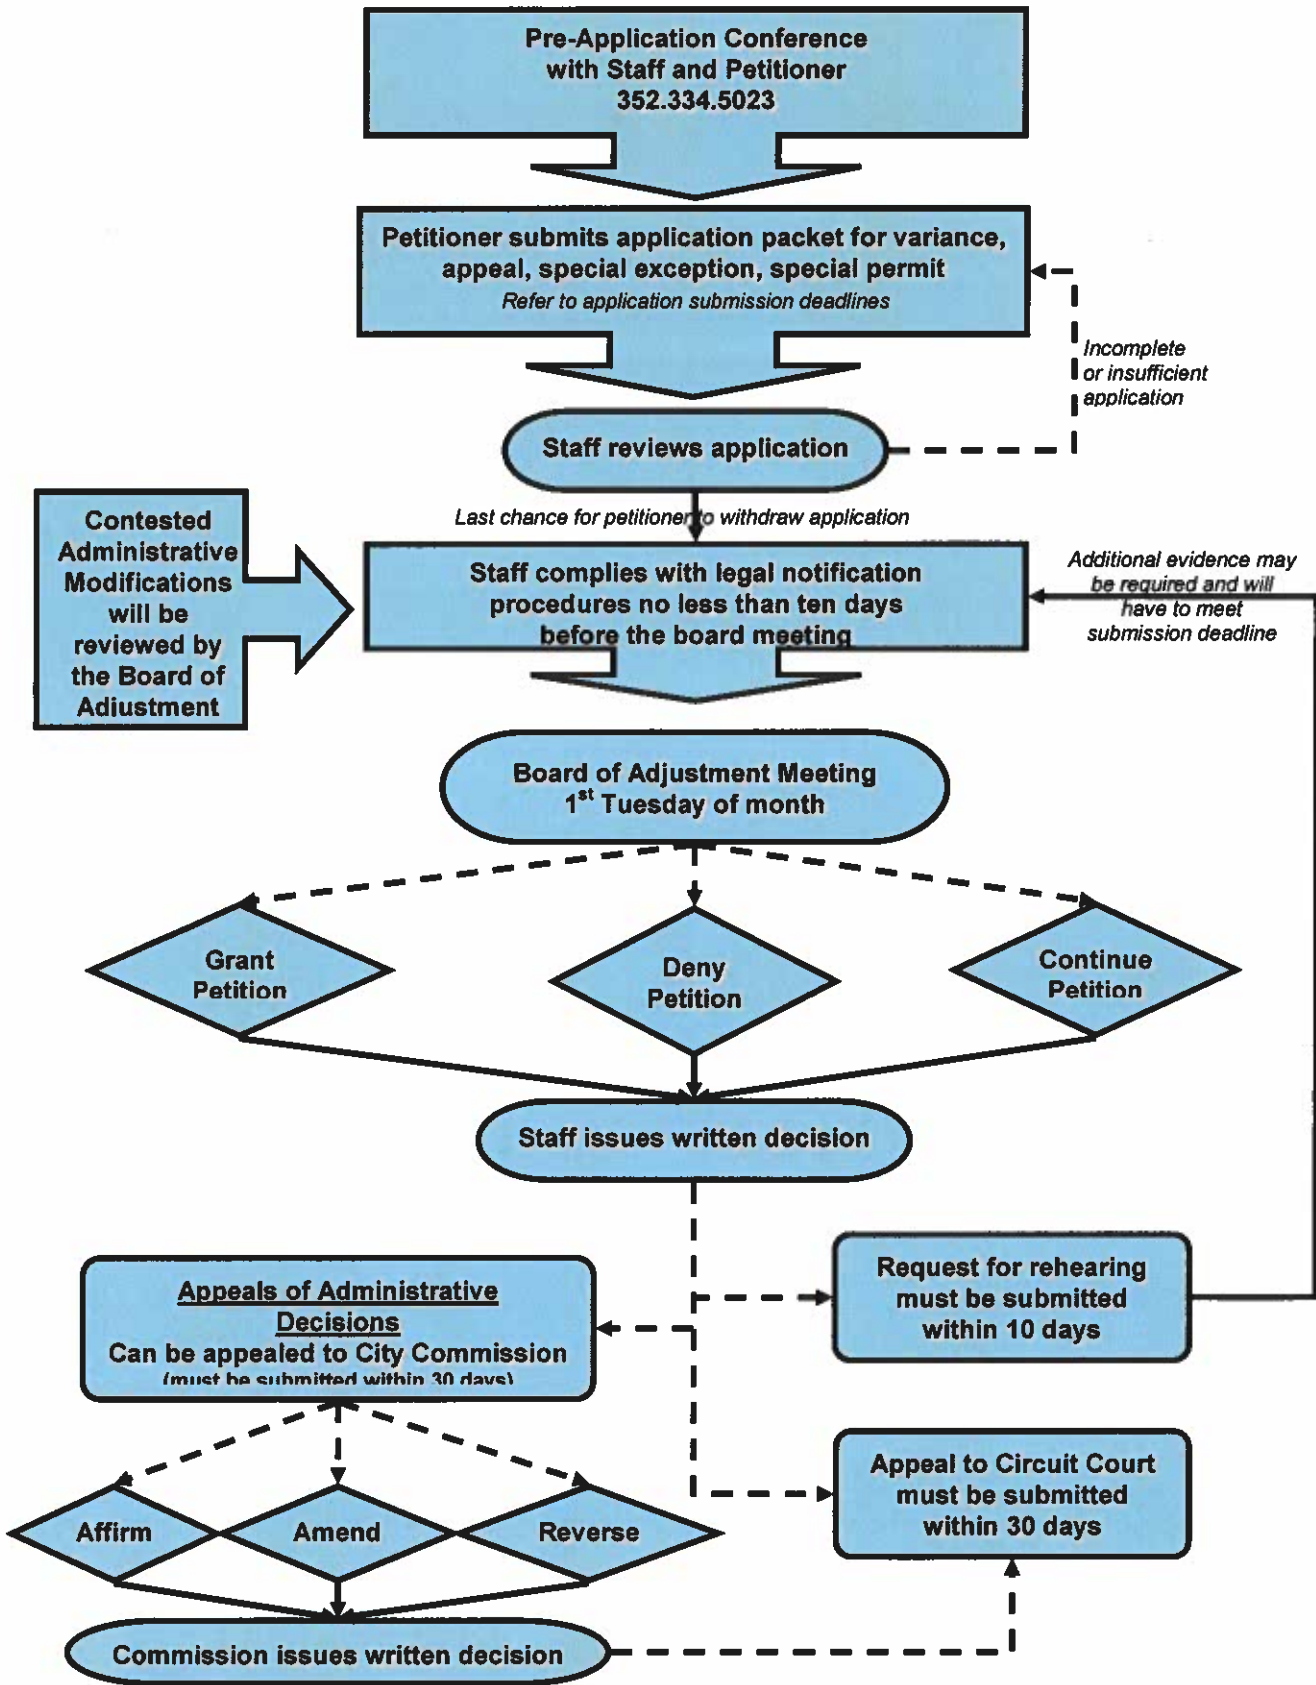 Pre-Application Conference
with Staff and Petitioner
352.334.5023
Petitioner submits application packet for variance,
appeal, special exception, special permit
Refer to application submission deadlines
Incomplete
or insufficient
application
Staff reviews application
Last chance for petitioner to withdraw application
Contested
Administrative
Modifications
will be
reviewed by
the Board of
Adjustment
Staff complies with legal notification
procedures no less than ten days
before the board meeting
Additional evidence may
be required and will
have to meet
submission deadline
Board of Adjustment Meeting
1st Tuesday of month
Grant
Petition
Deny
Petition
Continue
Petition
Staff issues written decision
Appeals of Administrative
Decisions
Can be appealed to City Commission
(must be submitted within 30 days)
Request for rehearing
must be submitted
within 10 days
Appeal to Circuit Court
must be submitted
within 30 days
Affirm
Amend
Reverse
Commission issues written decision